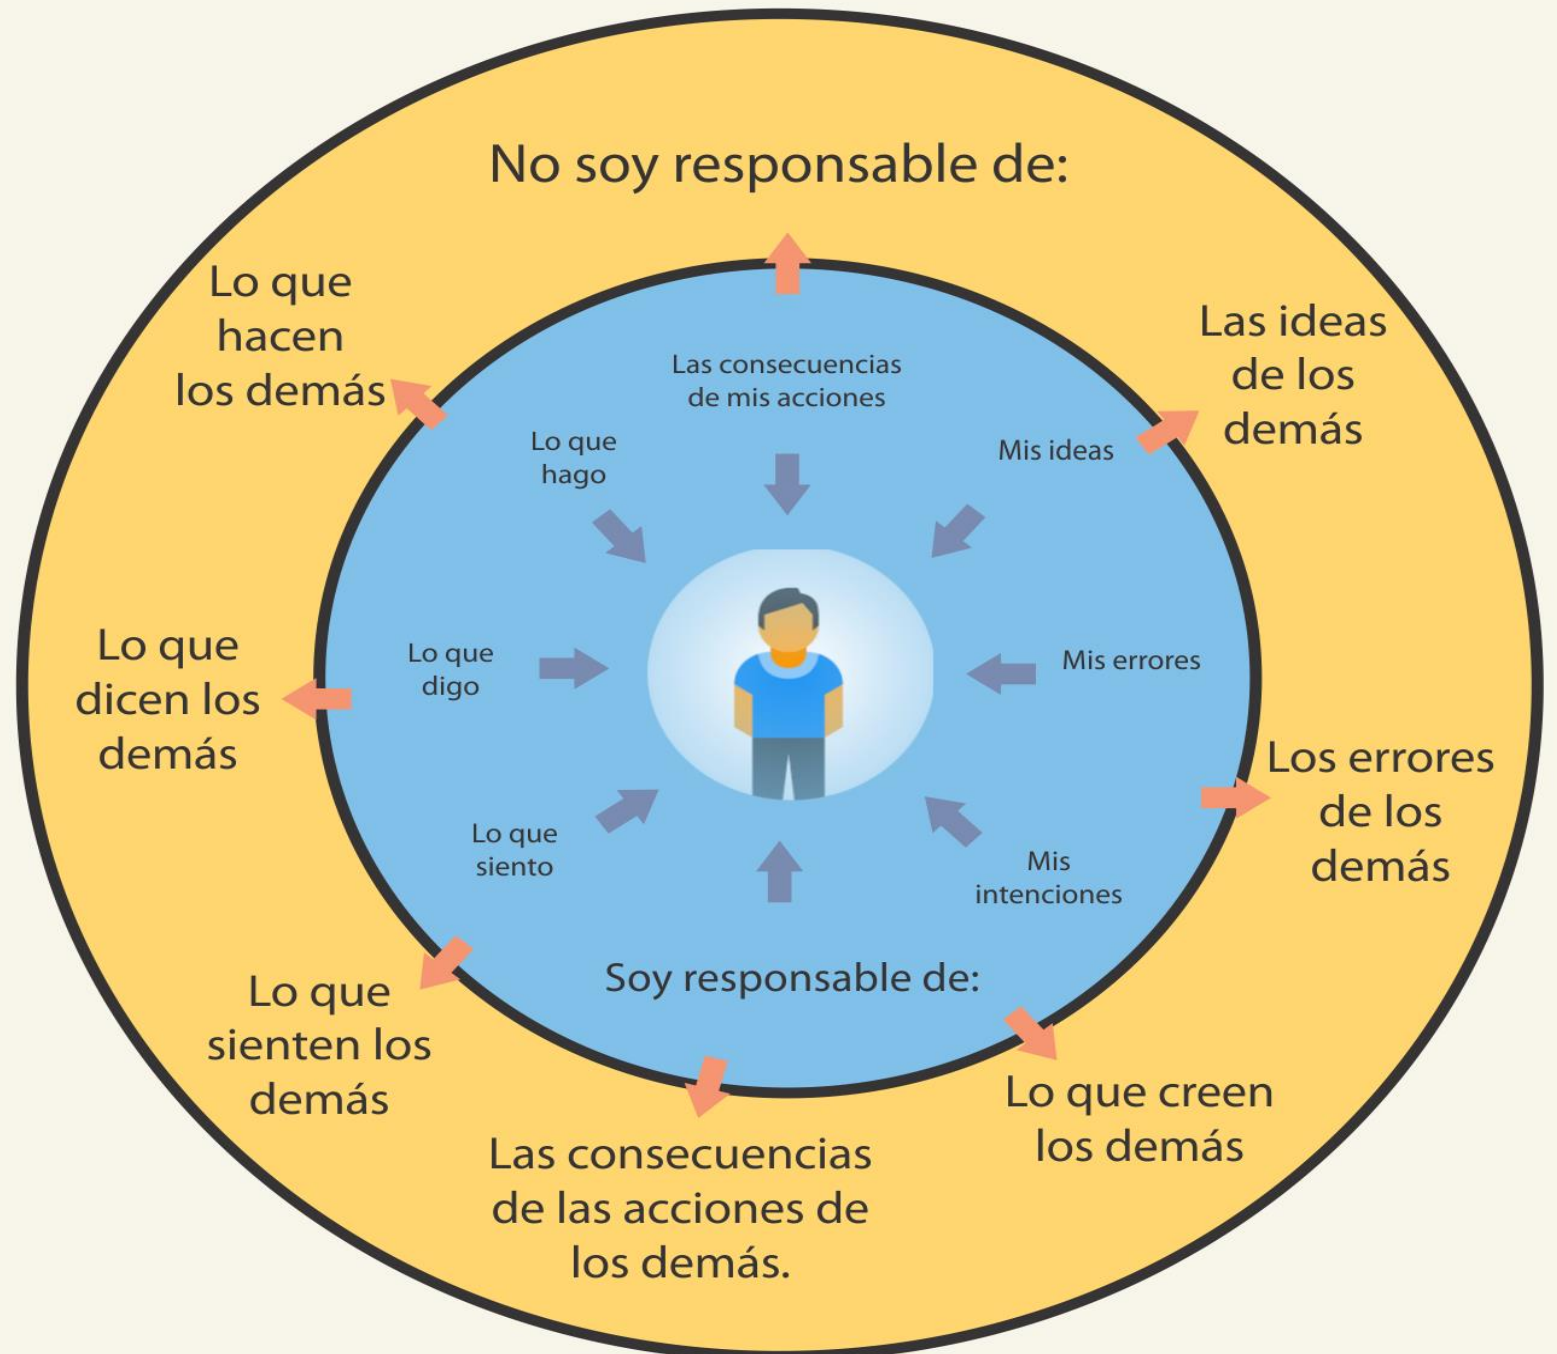 No soy responsable de:
Lo que
hacen
los demás
Las ideas
de los
demás
Lo que
dicen los
demás
Los errores
de los
demás
Lo que
sienten los
demás
Las consecuencias
de las acciones de
los demás.
Lo que creen
los demás
Las consecuencias
de mis acciones
Lo que
hago
Mis ideas
Lo que
digo
Mis errores
Lo que
siento
Mis
intenciones
Soy responsable de: